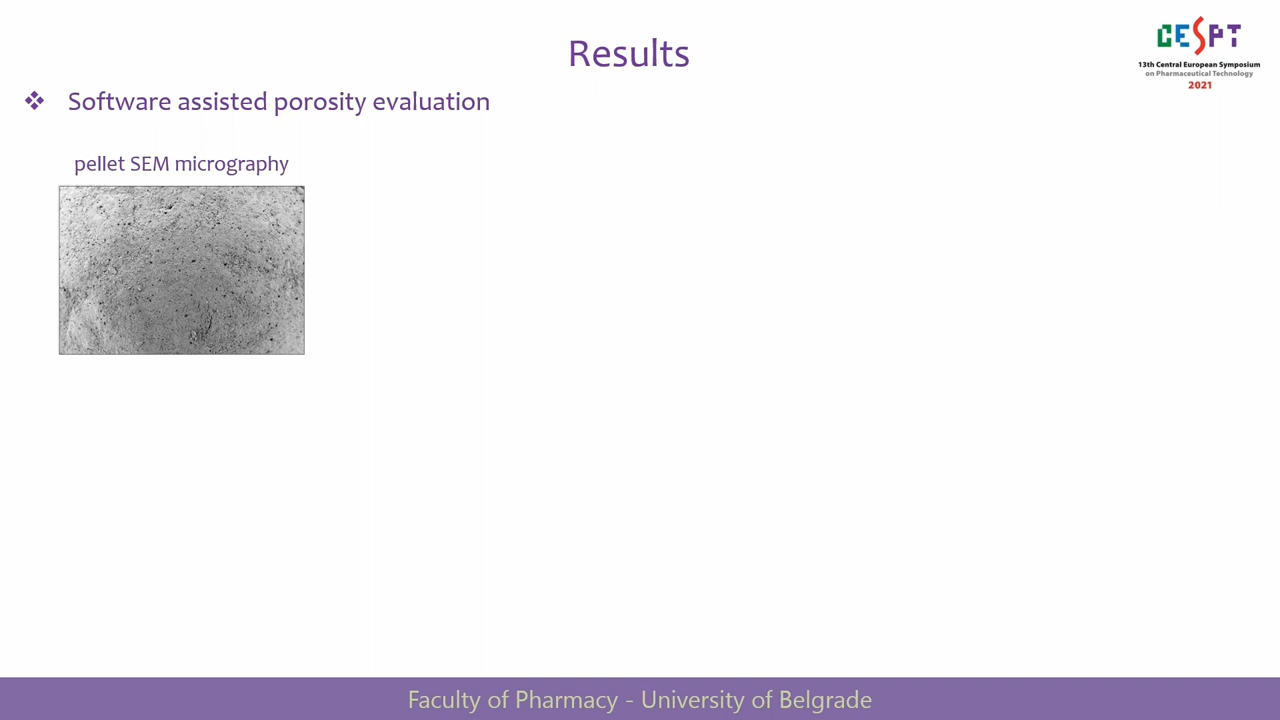 Results
CESPT
13th Central European Symposium
on Pharmaceutical Technology
2021
❖ Software assisted porosity evaluation
pellet SEM micrography
Faculty of Pharmacy - University of Belgrade